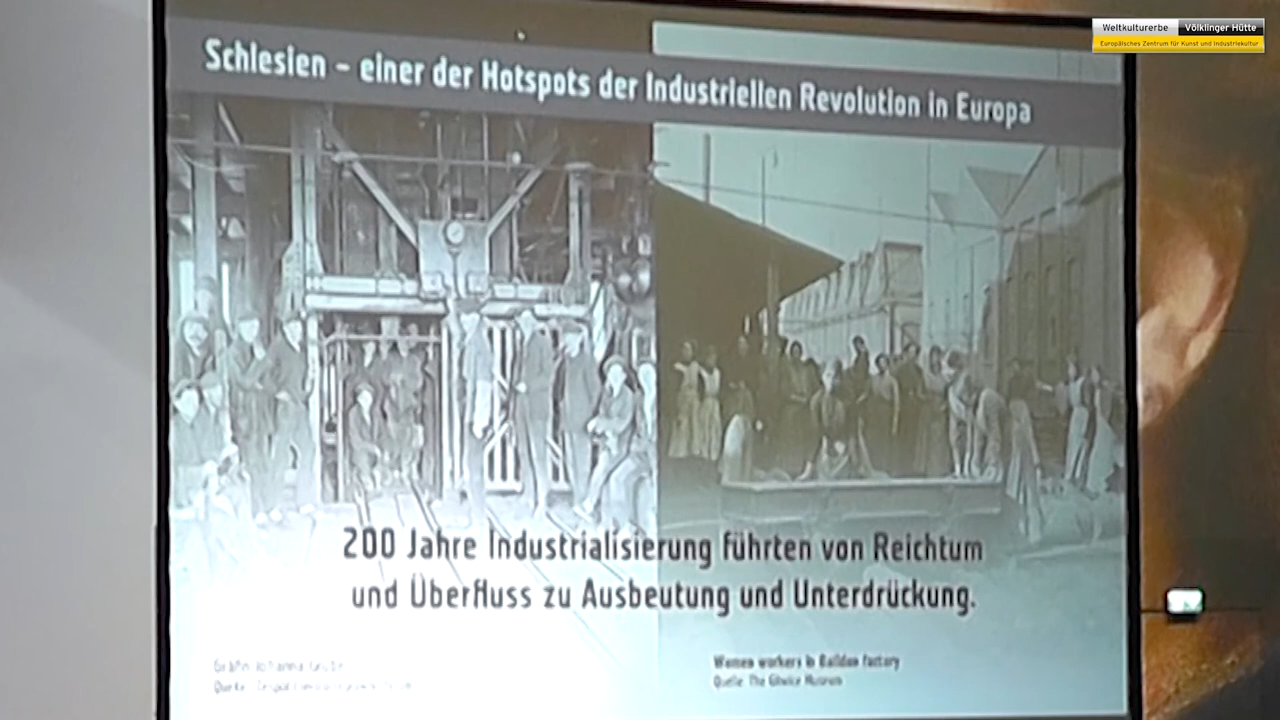 Weltkulturerbe Völklinger Hütte
Europäisches Zentrum für Kunst und Industriekultur
Schlesien – einer der Hotspots der Industriellen Revolution in Europa
200 Jahre Industrialisierung führten von Reichtum
und Überfluss zu Ausbeutung und Unterdrückung.
Women workers in Baildon factory
Quelle The Gliwice Museum